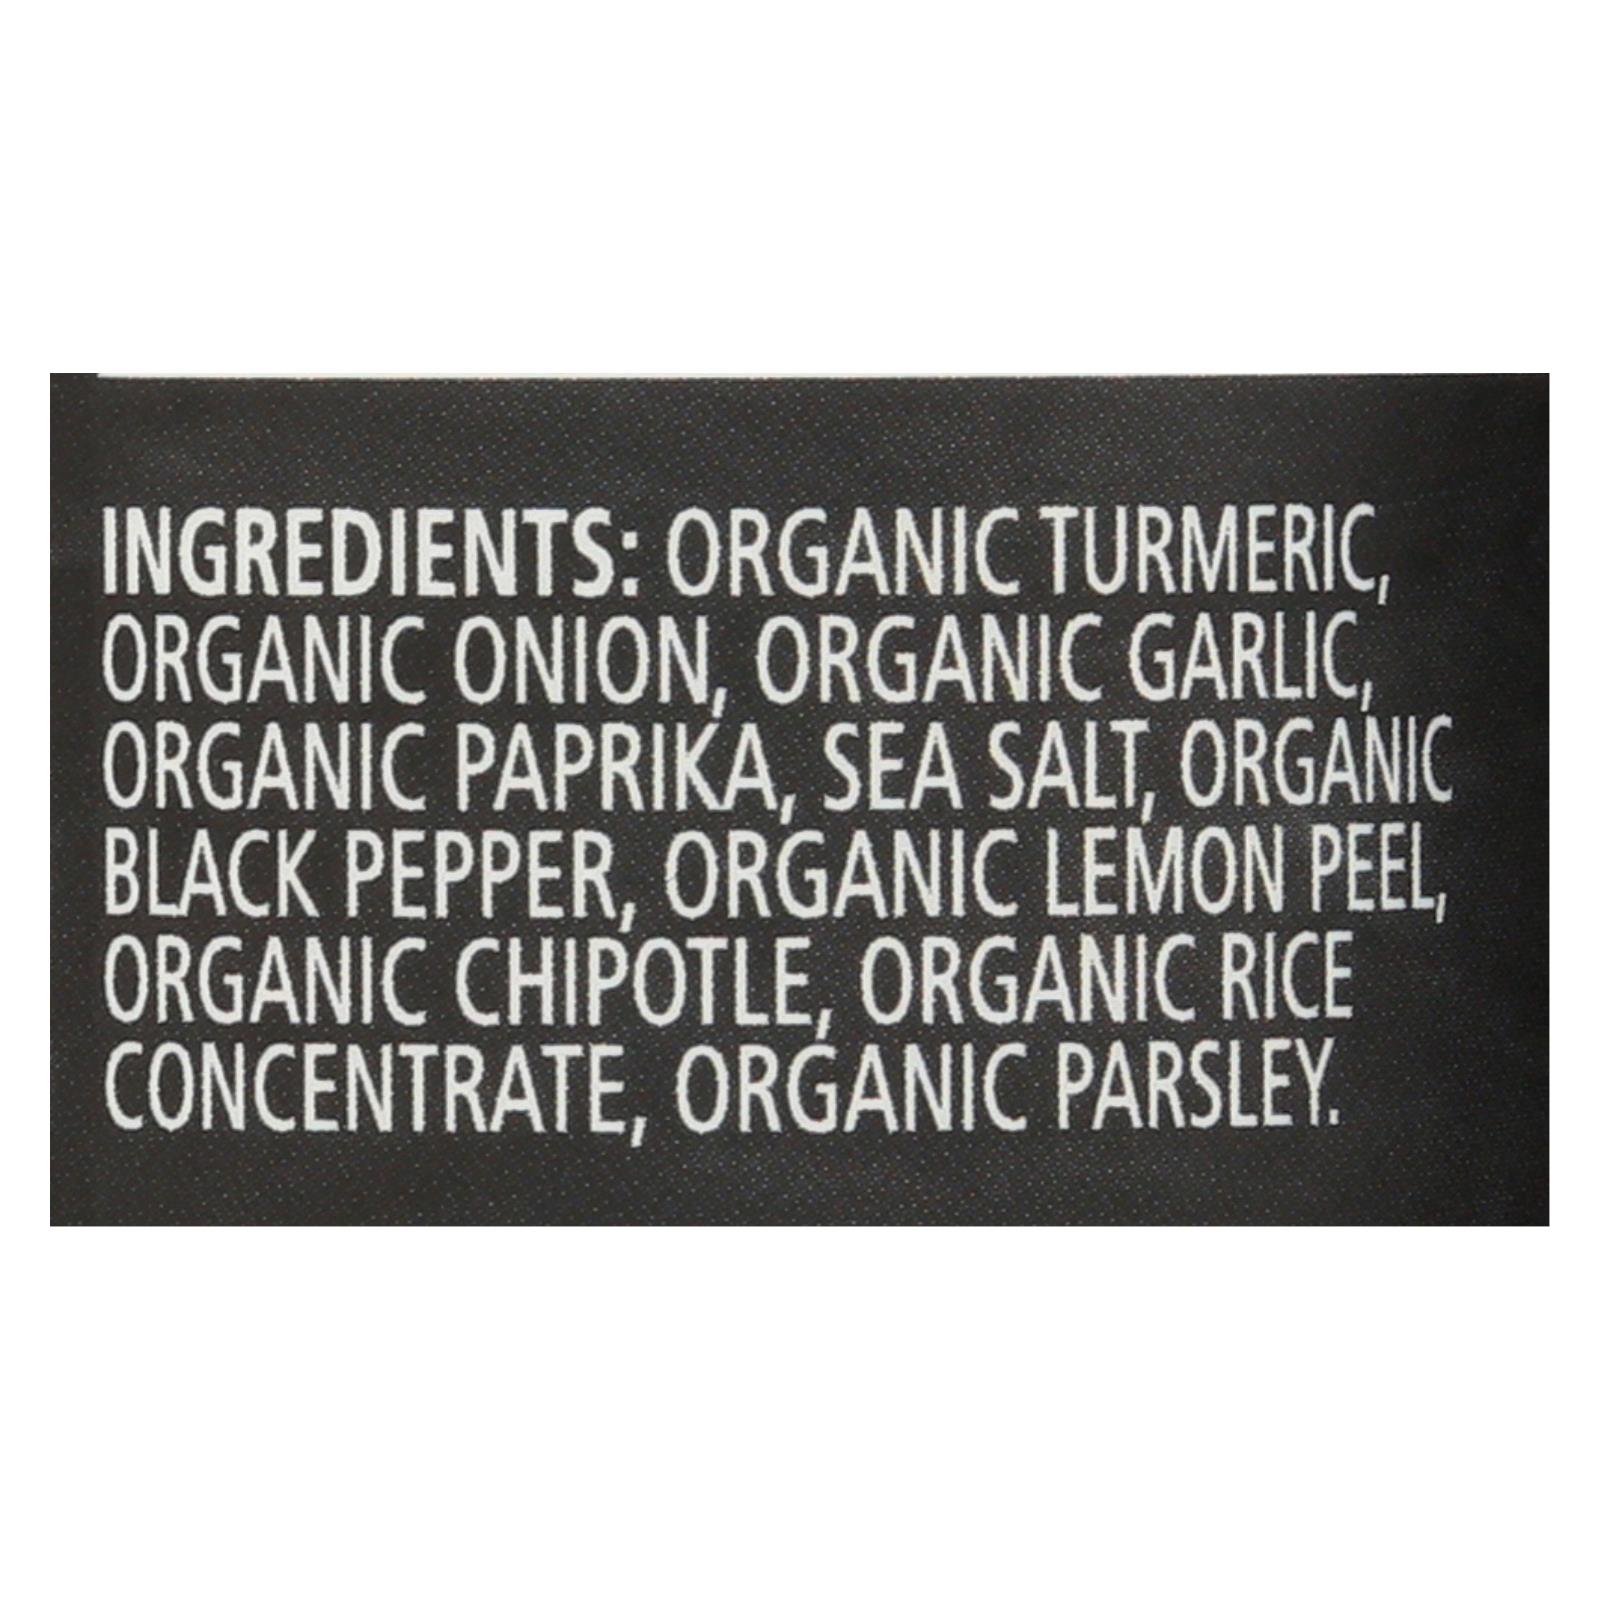 INGREDIENTS: ORGANIC TURMERIC,
ORGANIC ONION, ORGANIC GARLIC,
ORGANIC PAPRIKA, SEA SALT, ORGANIC
BLACK PEPPER, ORGANIC LEMON PEEL,
ORGANIC CHIPOTLE, ORGANIC RICE
CONCENTRATE, ORGANIC PARSLEY.